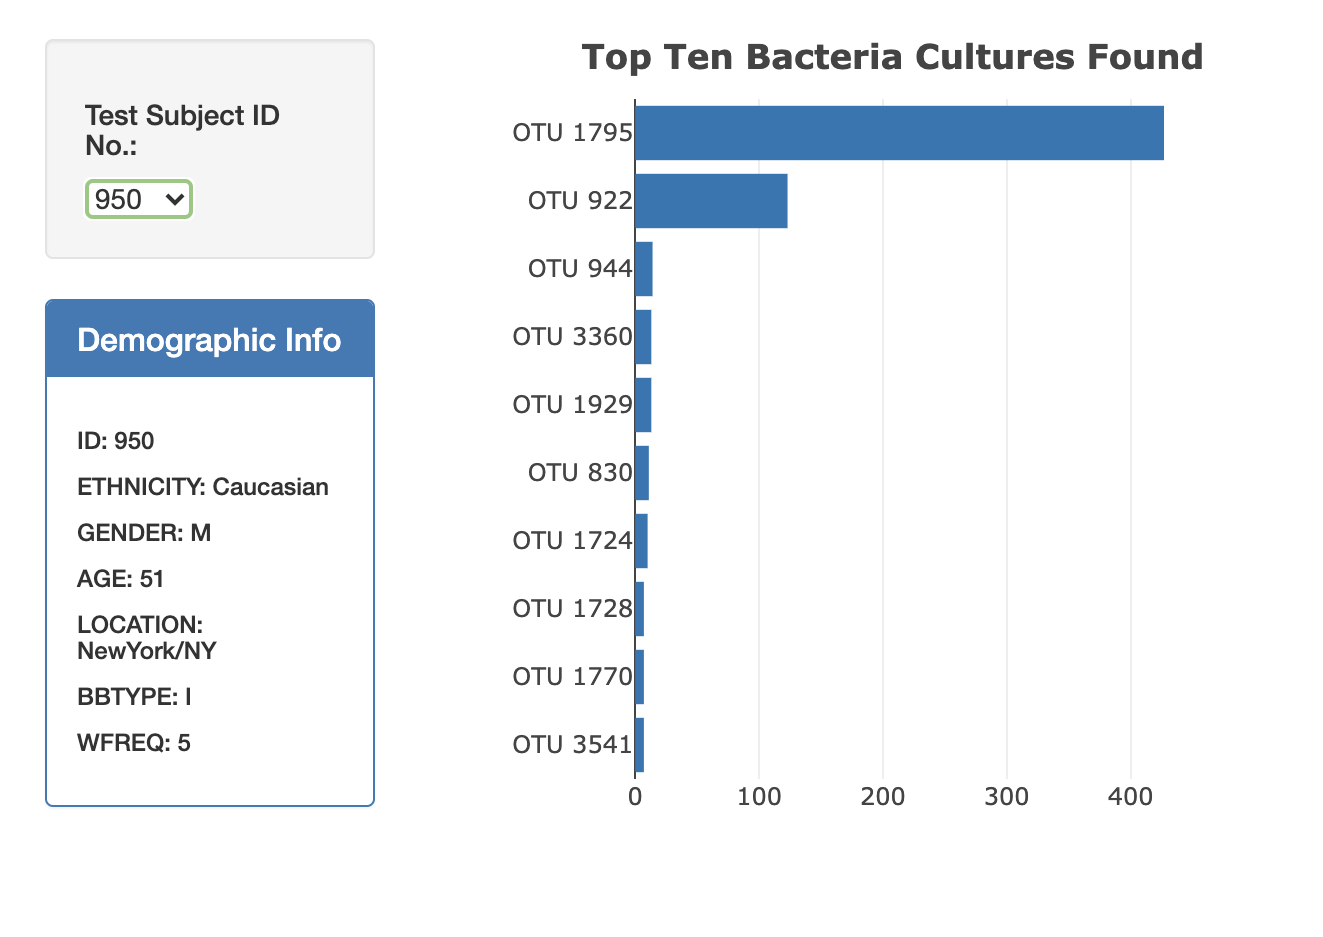 Test Subject ID
No.:
950
Demographic Info
ID: 950
ETHNICITY: Caucasian
GENDER: M
AGE: 51
LOCATION:
NewYork/NY
BBTYPE: I
WFREQ: 5
Top Ten Bacteria Cultures Found
OTU 1795
OTU 922
OTU 944
OTU 3360
OTU 1929
OTU 830
OTU 1724
OTU 1728
OTU 1770
OTU 3541
0 100 200 300 400